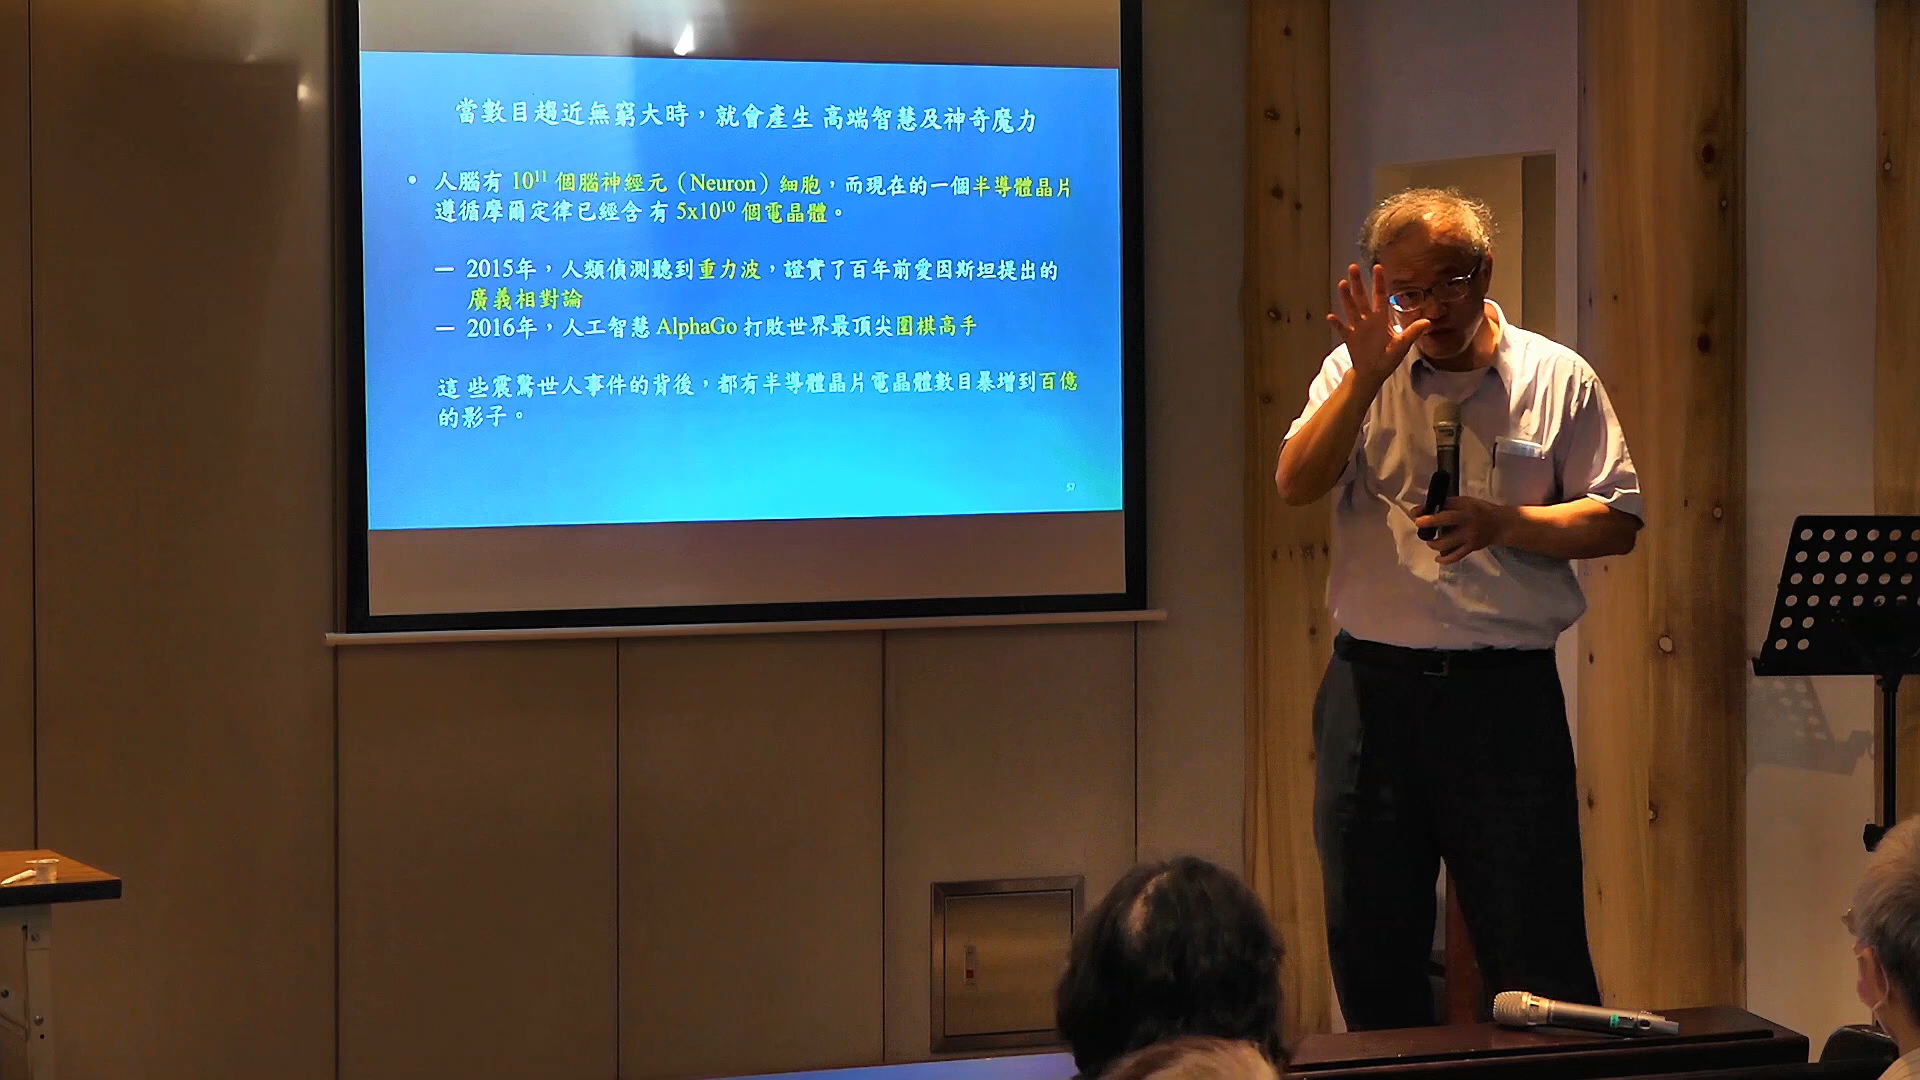 當數目趨近無窮大時，就會產生 高端智慧及神奇魔力
• 人腦有 10¹¹ 個腦神經元（Neuron）細胞，而現在的一個半導體晶片
遵循摩爾定律已經含 有 5x10¹⁰ 個電晶體。
— 2015年，人類偵測聽到重力波，證實了百年前愛因斯坦提出的
廣義相對論
— 2016年，人工智慧 AlphaGo 打敗世界最頂尖圍棋高手
這 些震驚世人事件的背後，都有半導體晶片電晶體數目暴增到百億
的影子。
57